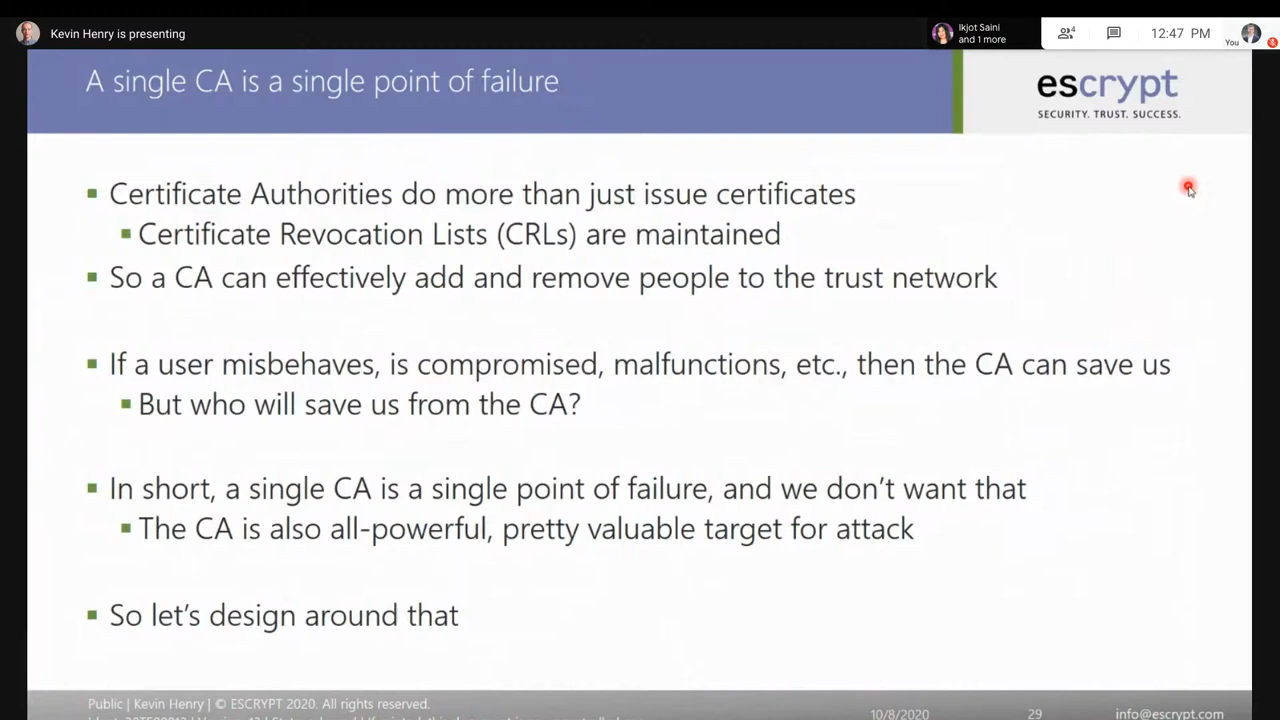 Kevin Henry is presenting
Ikjot Saini
and 1 more
4
12:47 PM
You
A single CA is a single point of failure
escrypt
SECURITY. TRUST. SUCCESS.
Certificate Authorities do more than just issue certificates
Certificate Revocation Lists (CRLs) are maintained
So a CA can effectively add and remove people to the trust network
If a user misbehaves, is compromised, malfunctions, etc., then the CA can save us
But who will save us from the CA?
In short, a single CA is a single point of failure, and we don't want that
The CA is also all-powerful, pretty valuable target for attack
So let's design around that
Public | Kevin Henry | © ESCRYPT 2020. All rights reserved.
10/8/2020
29
info@escrypt.com